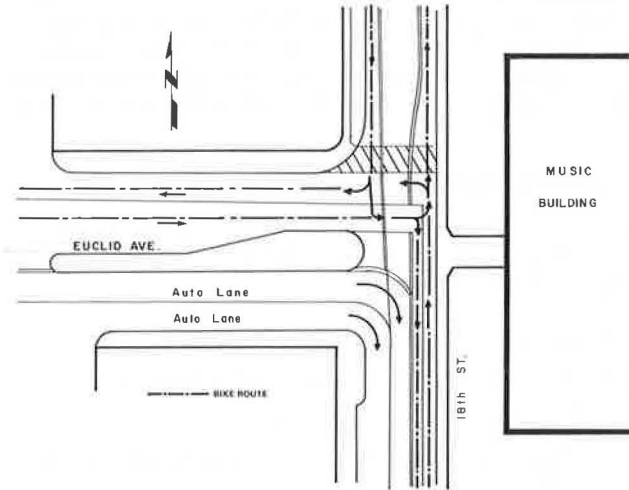 N
MUSIC
BUILDING
EUCLID AVE.
Auto Lane
Auto Lane
BIKE ROUTE
18th ST.